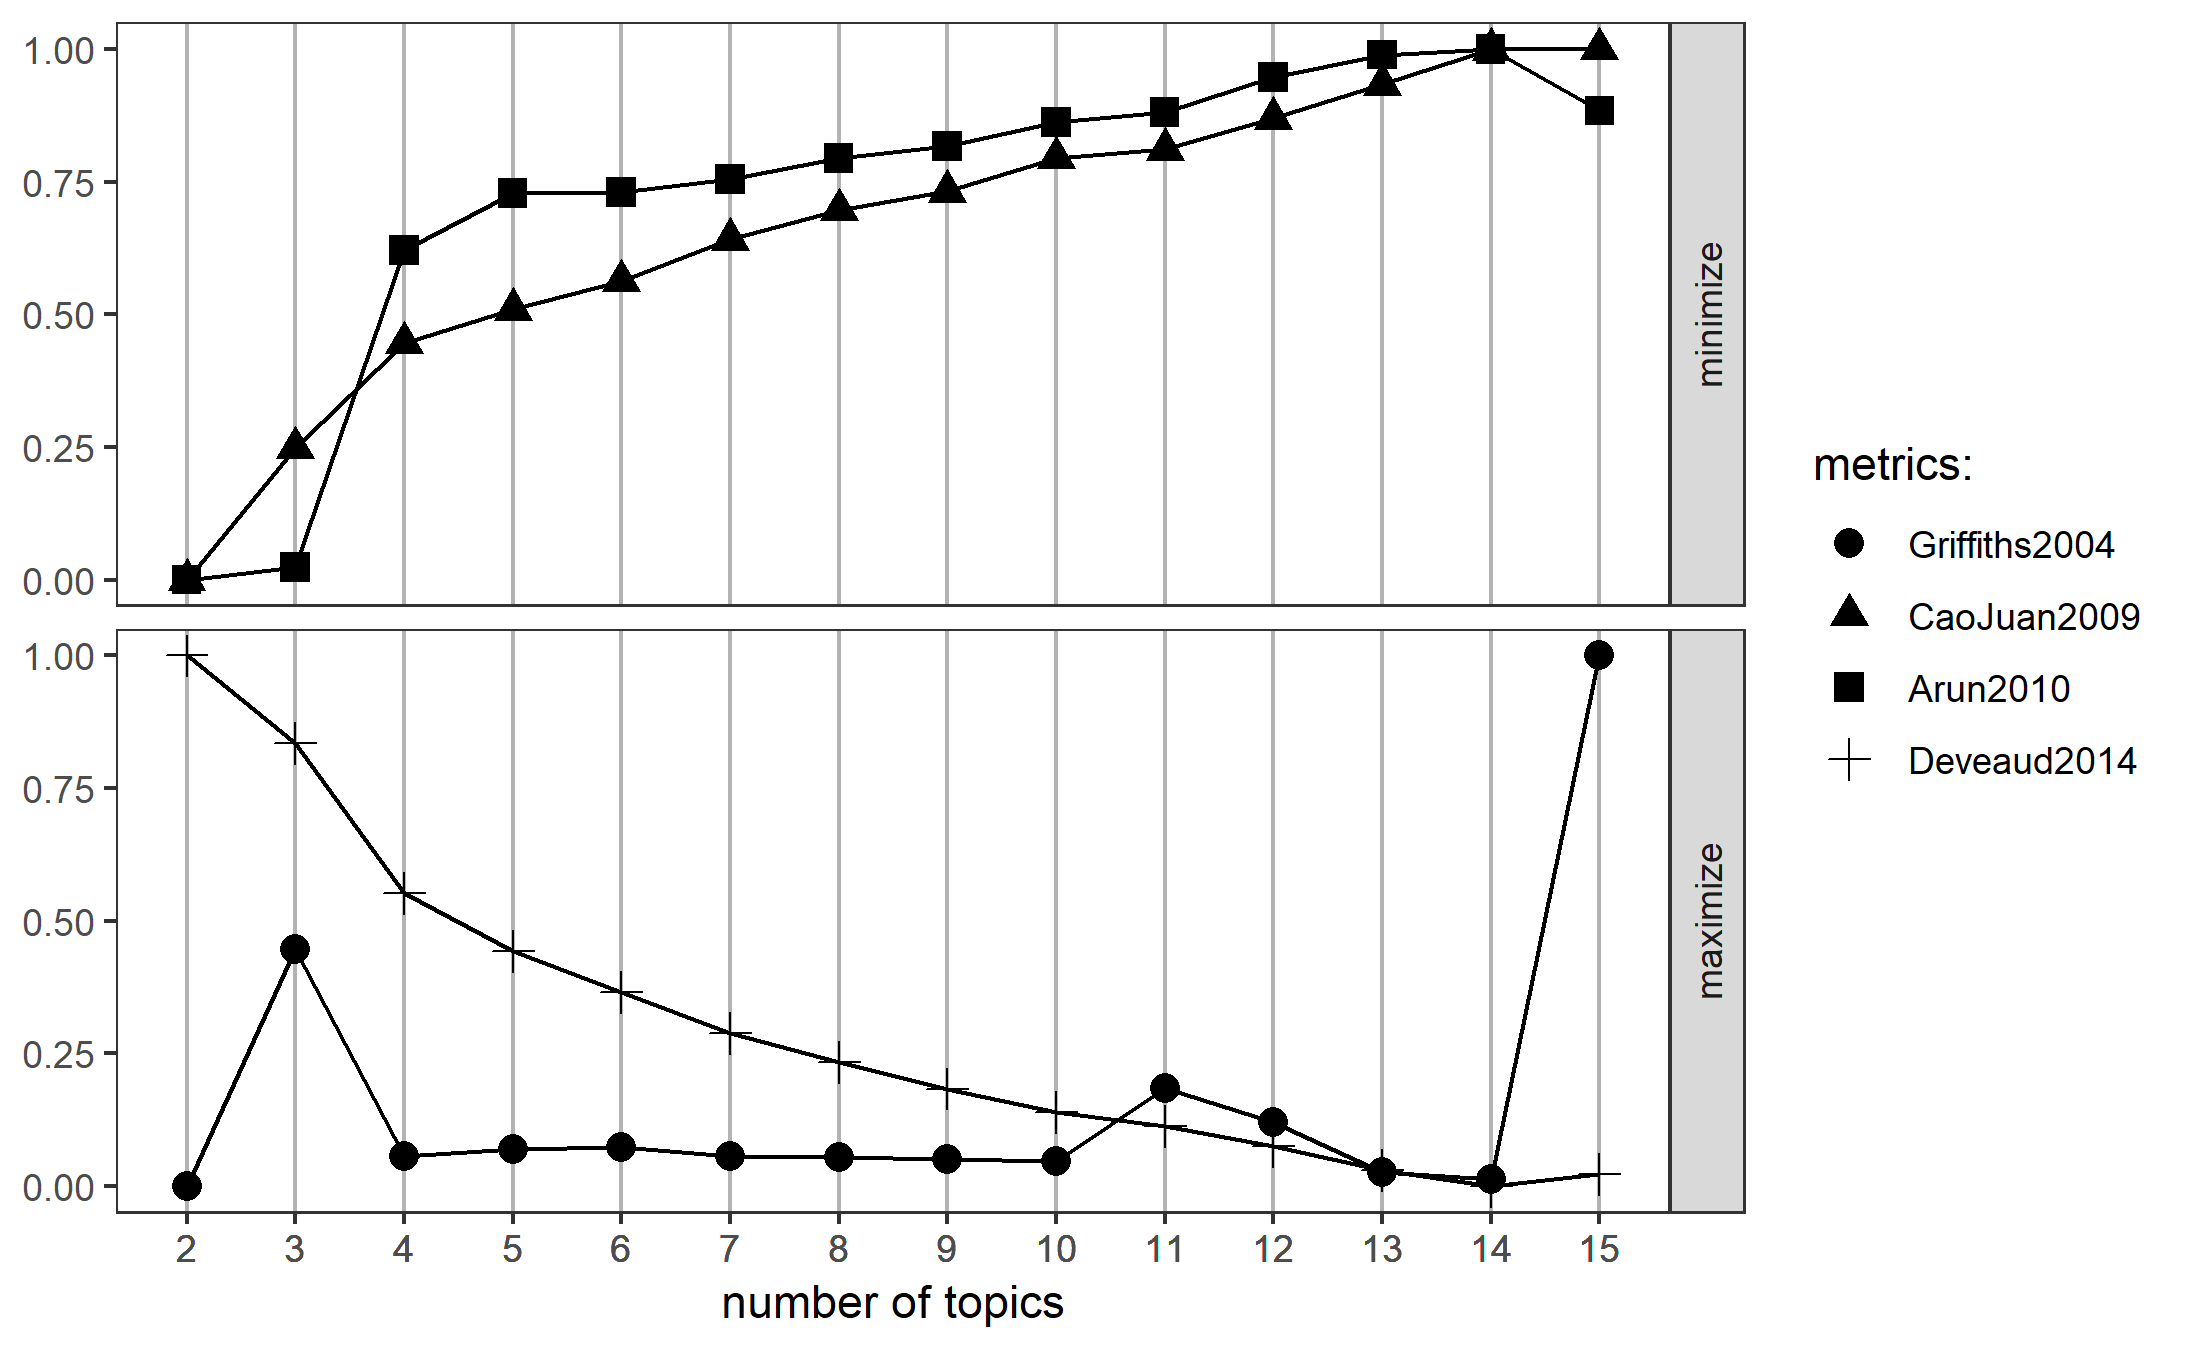 1.00
0.75
0.50
0.25
0.00
minimize
1.00
0.75
0.50
0.25
0.00
maximize
2 3 4 5 6 7 8 9 10 11 12 13 14 15
number of topics
metrics:
Griffiths2004
CaoJuan2009
Arun2010
Deveaud2014